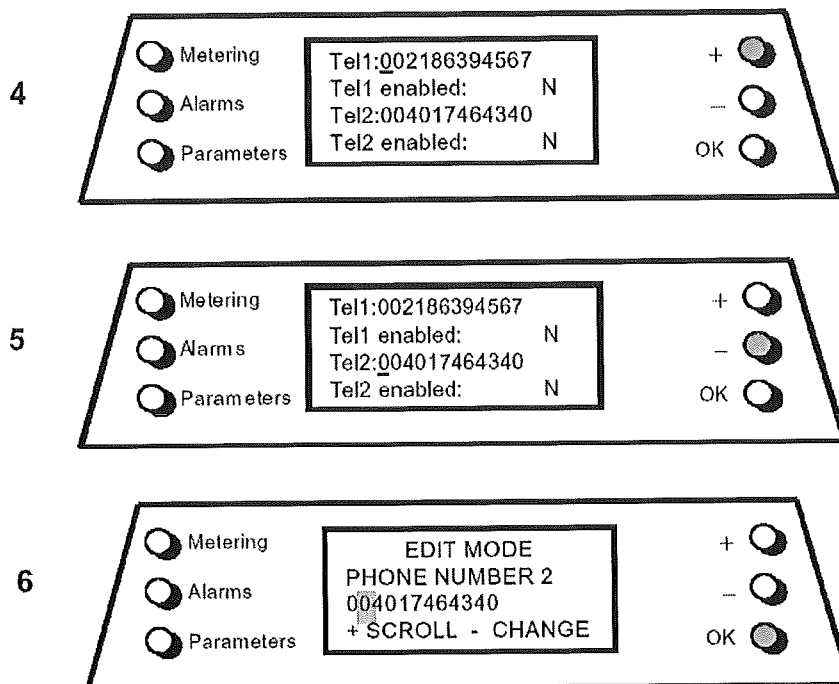 4
Metering
Alarms
Parameters
Tel1:002186394567
Tel1 enabled: N
Tel2:004017464340
Tel2 enabled: N
+
–
OK
5
Metering
Alarms
Parameters
Tel1:002186394567
Tel1 enabled: N
Tel2:004017464340
Tel2 enabled: N
+
–
OK
6
Metering
Alarms
Parameters
EDIT MODE
PHONE NUMBER 2
004017464340
+ SCROLL - CHANGE
+
–
OK